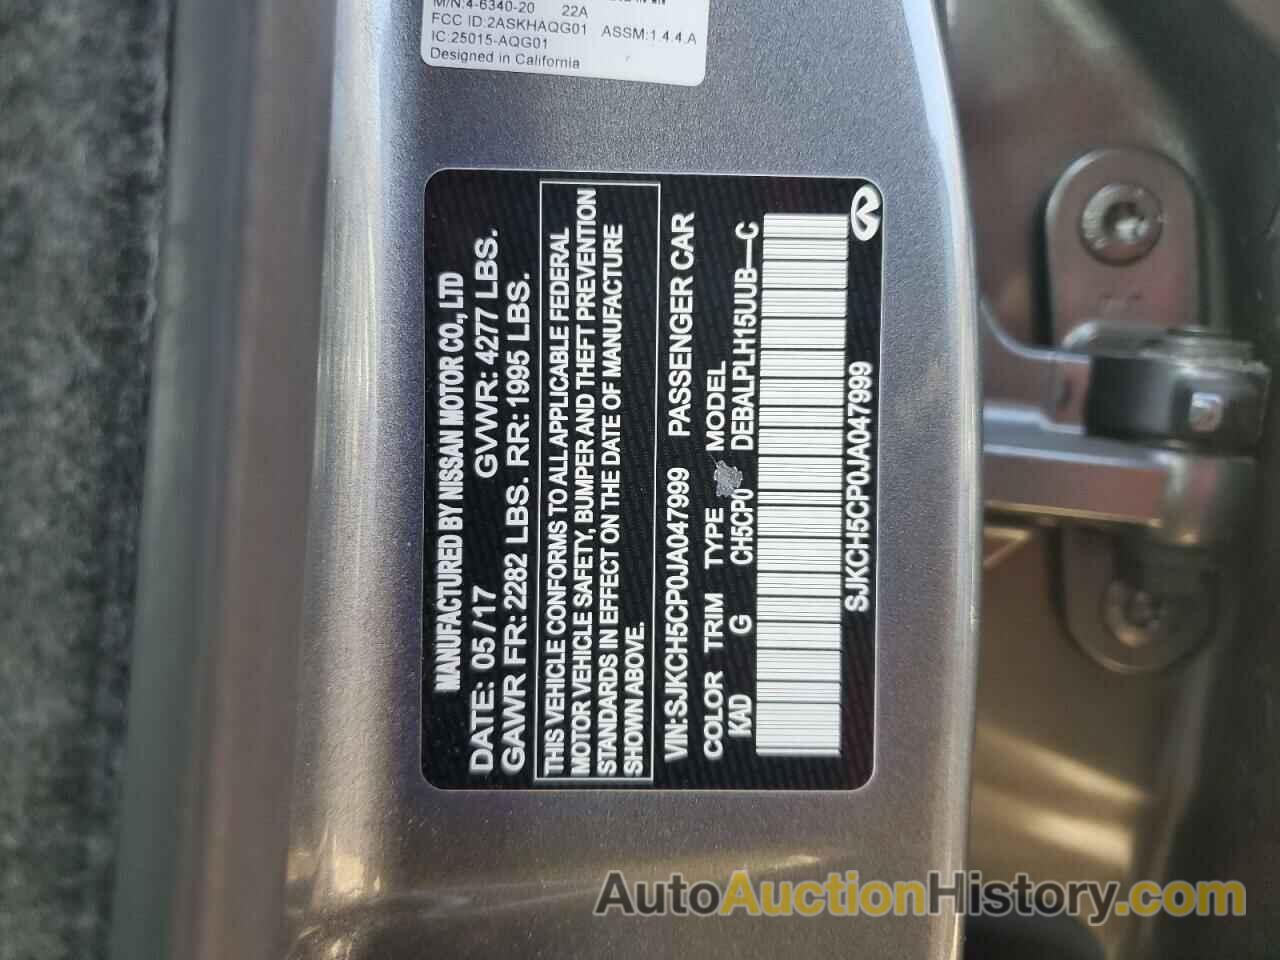 M/N:4-6340-20 22A
FCC ID:2ASKHAQG01 ASSM:1.4.4.A
IC:25015-AQG01
Designed in California
MANUFACTURED BY NISSAN MOTOR CO., LTD
DATE: 05 /17 GVWR: 4277 LBS.
GAWR FR: 2282 LBS. RR: 1995 LBS.
THIS VEHICLE CONFORMS TO ALL APPLICABLE FEDERAL
MOTOR VEHICLE SAFETY, BUMPER AND THEFT PREVENTION
STANDARDS IN EFFECT ON THE DATE OF MANUFACTURE
SHOWN ABOVE.
VIN:SJKCH5CP0JA047999 PASSENGER CAR
COLOR TRIM TYPE MODEL
KAD G CH5CP0 DEBALPLH15UUB—C
SJKCH5CP0JA047999
AutoAuctionHistory.com